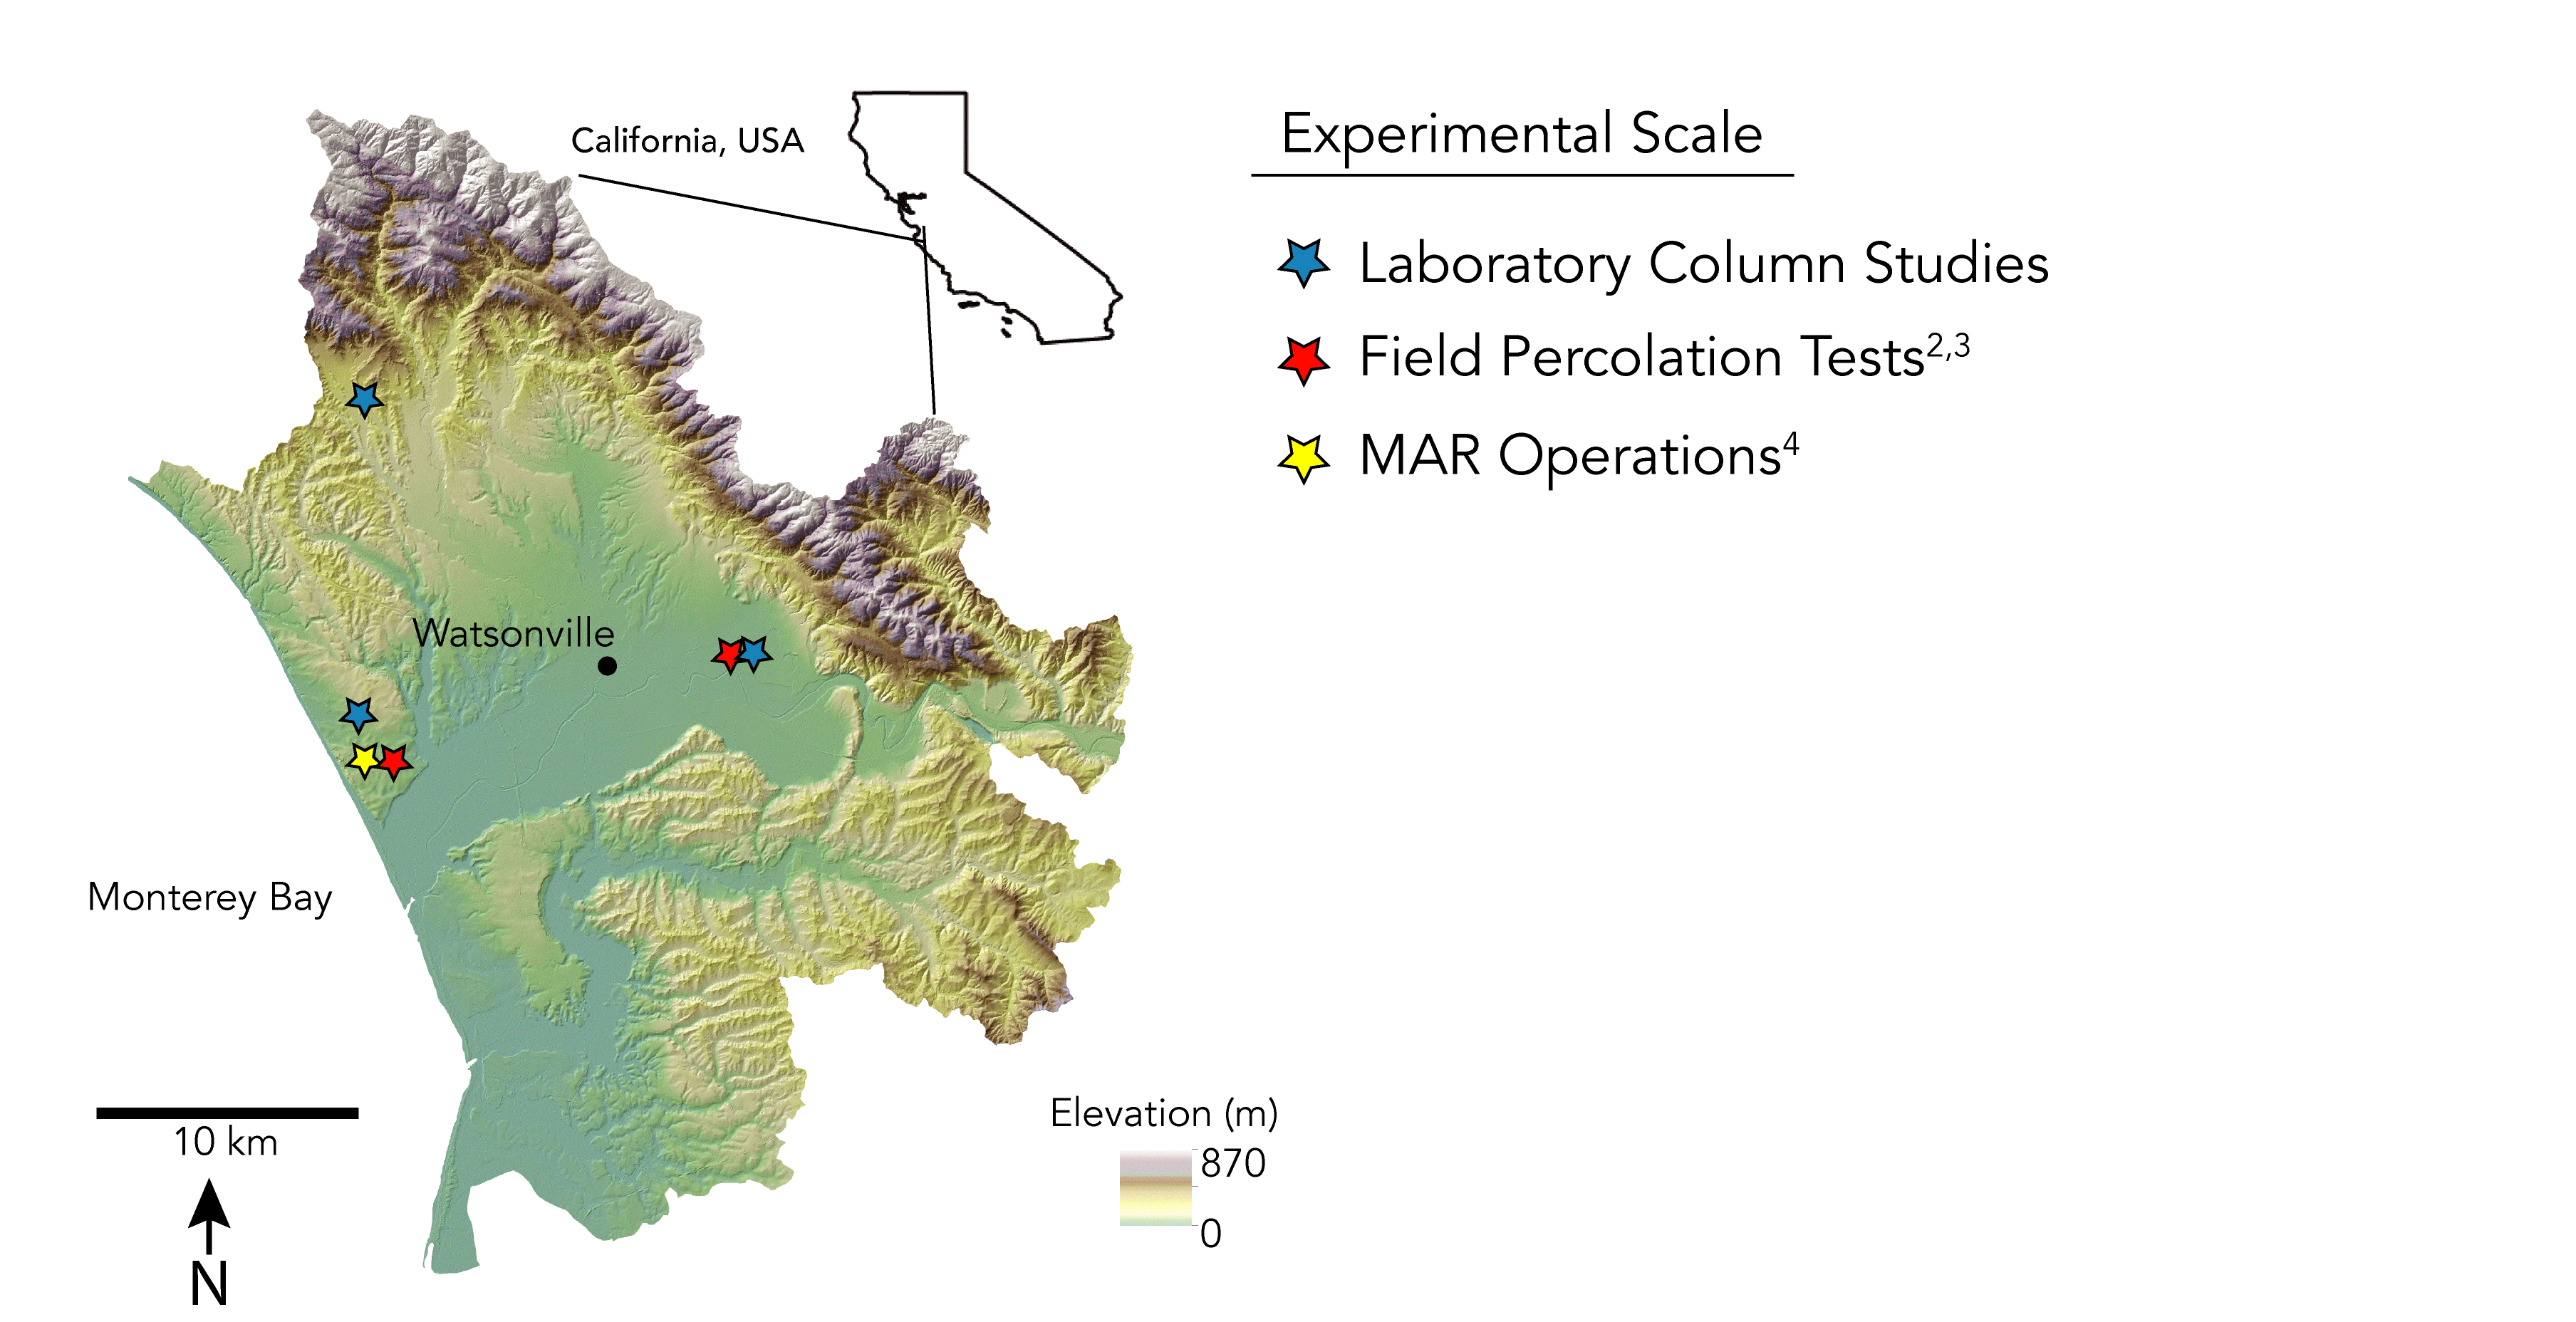 California, USA
Experimental Scale
Laboratory Column Studies
Field Percolation Tests2,3
MAR Operations4
Watsonville
Monterey Bay
10 km
N
Elevation (m)
870
0